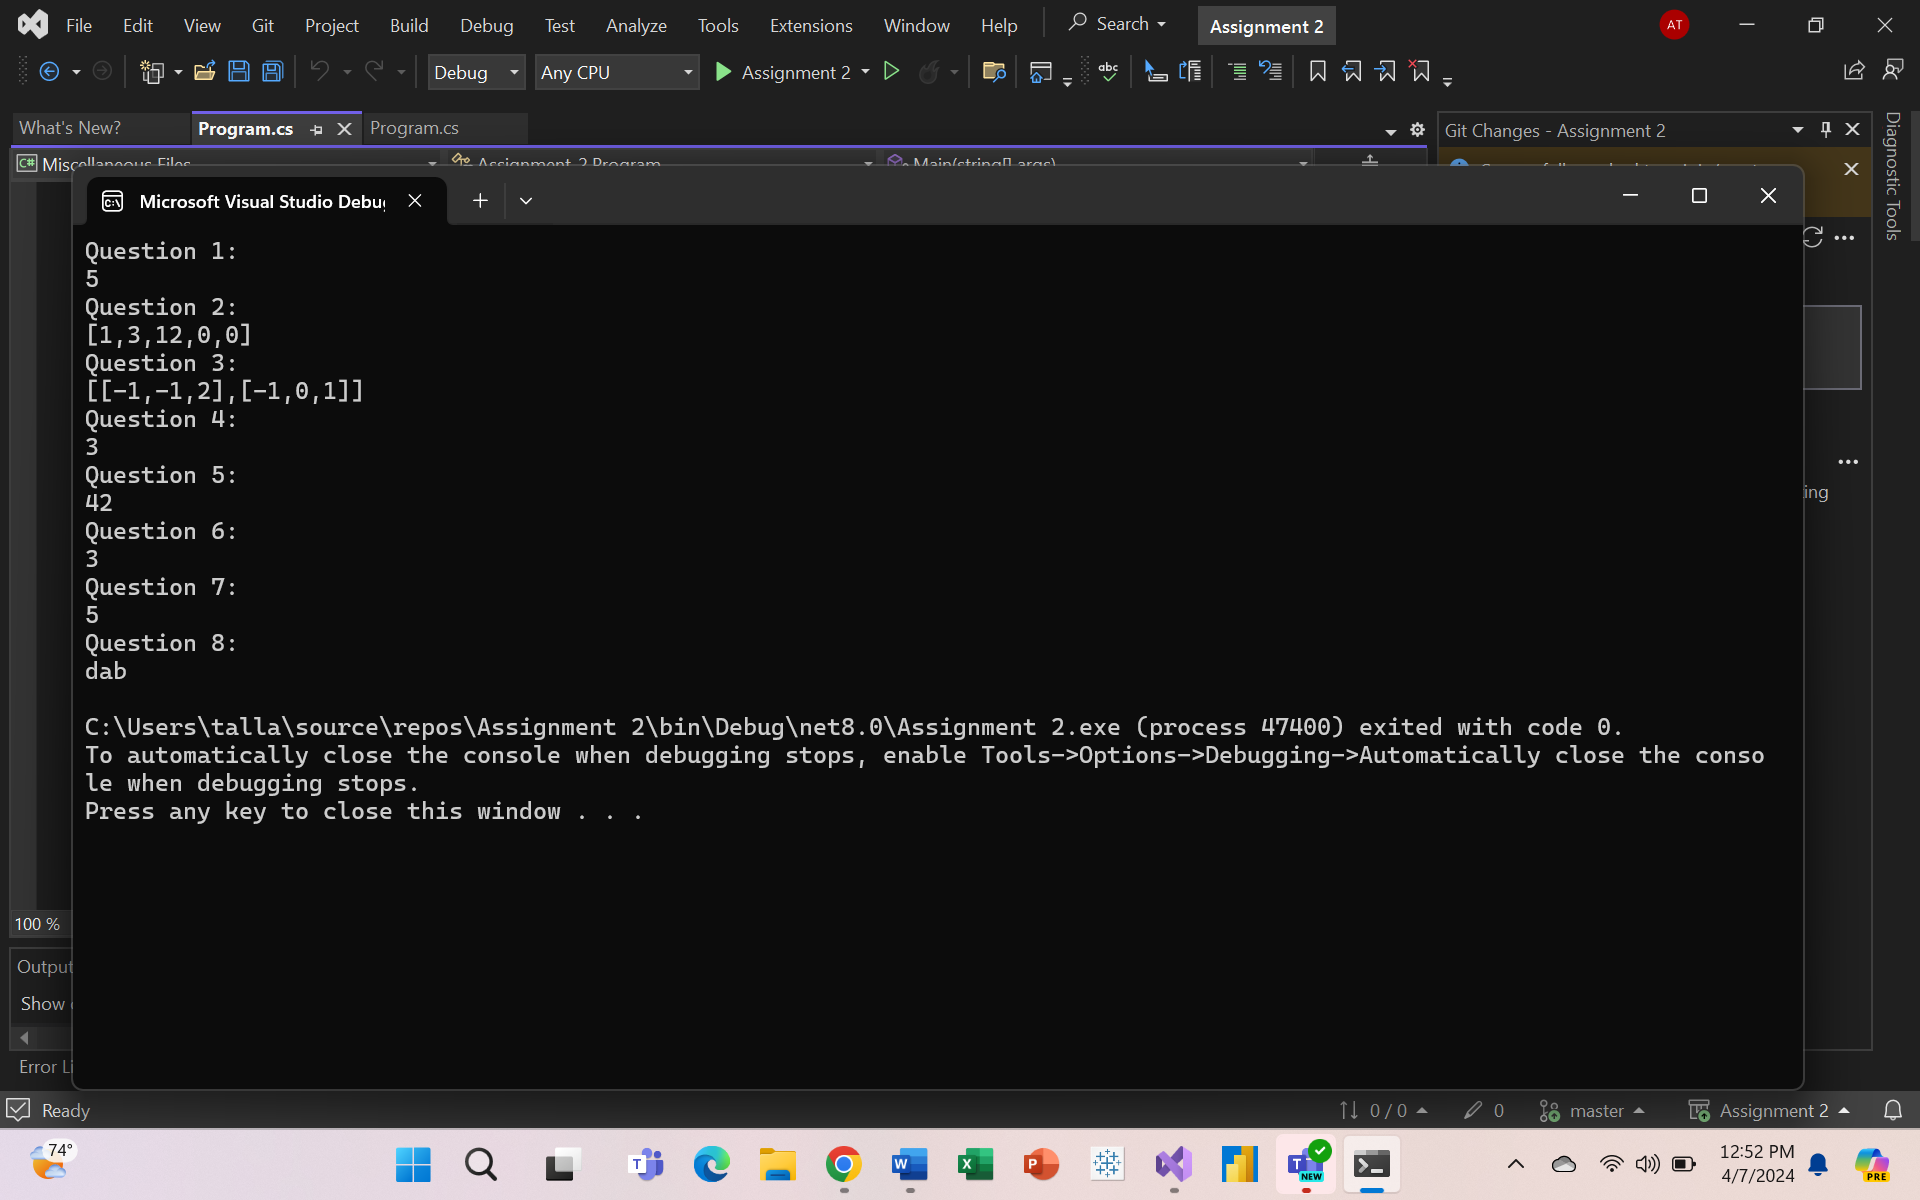 File Edit View Git Project Build Debug Test Analyze Tools Extensions Window Help Search Assignment 2 AT
Debug Any CPU Assignment 2 abc
What's New? Program.cs Program.cs
Git Changes - Assignment 2
Diagnostic Tools
C# Miscellaneous Files Assignment_2.Program Main(string[] args)
Microsoft Visual Studio Debu
Question 1:
5
Question 2:
[1,3,12,0,0]
Question 3:
[[-1,-1,2],[-1,0,1]]
Question 4:
3
Question 5:
42
ing
Question 6:
3
Question 7:
5
Question 8:
dab
C:\Users\talla\source\repos\Assignment 2\bin\Debug\net8.0\Assignment 2.exe (process 47400) exited with code 0.
To automatically close the console when debugging stops, enable Tools->Options->Debugging->Automatically close the conso
le when debugging stops.
Press any key to close this window . . .
100 %
Output
Show
Error Li
Ready 0 / 0 0 master Assignment 2
74° 12:52 PM
4/7/2024
NEW PRE